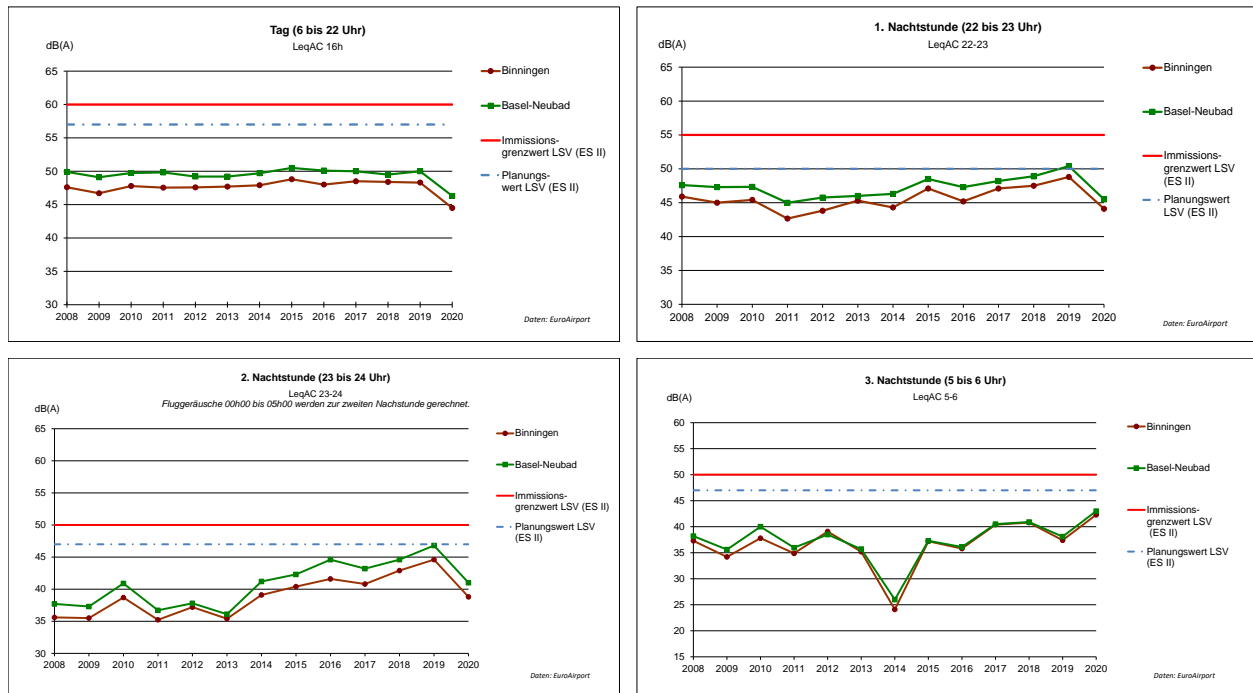 Tag (6 bis 22 Uhr)
dB(A)
LeqAC 16h
65
60
55
50
45
40
35
30
2008 2009 2010 2011 2012 2013 2014 2015 2016 2017 2018 2019 2020
Binningen
Basel-Neubad
Immissions-
grenzwert LSV (ES II)
Planungs-
wert LSV (ES II)
Daten: EuroAirport
1. Nachtstunde (22 bis 23 Uhr)
dB(A)
LeqAC 22-23
65
60
55
50
45
40
35
30
2008 2009 2010 2011 2012 2013 2014 2015 2016 2017 2018 2019 2020
Binningen
Basel-Neubad
Immissions-
grenzwert LSV (ES II)
Planungswert LSV
(ES II)
Daten: EuroAirport
2. Nachtstunde (23 bis 24 Uhr)
LeqAC 23-24
Fluggeräusche 00h00 bis 05h00 werden zur zweiten Nachstunde gerechnet.
dB(A)
65
60
55
50
45
40
35
30
2008 2009 2010 2011 2012 2013 2014 2015 2016 2017 2018 2019 2020
Binningen
Basel-Neubad
Immissions-
grenzwert LSV (ES II)
Planungswert LSV
(ES II)
Daten: EuroAirport
3. Nachtstunde (5 bis 6 Uhr)
LeqAC 5-6
dB(A)
60
55
50
45
40
35
30
25
20
15
2008 2009 2010 2011 2012 2013 2014 2015 2016 2017 2018 2019 2020
Binningen
Basel-Neubad
Immissions-
grenzwert LSV (ES II)
Planungswert LSV
(ES II)
Daten: EuroAirport